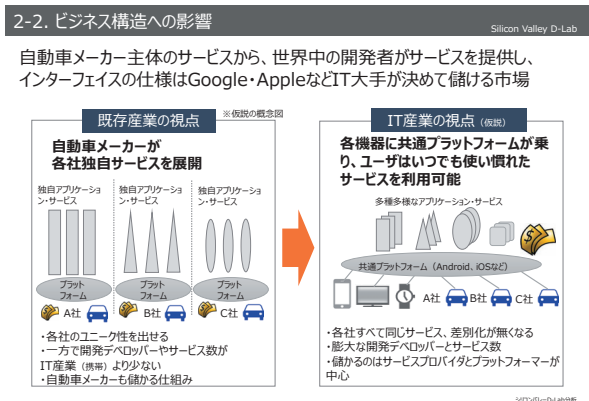 2-2. ビジネス構造への影響
Silicon Valley D-Lab
自動車メーカー主体のサービスから、世界中の開発者がサービスを提供し、
インターフェイスの仕様はGoogle・AppleなどIT大手が決めて儲ける市場
既存産業の視点
※仮説の概念図
自動車メーカーが
各社独自サービスを展開
独自アプリケーショ
ン・サービス
独自アプリケーショ
ン・サービス
独自アプリケーショ
ン・サービス
プラット
フォーム
プラット
フォーム
プラット
フォーム
A社
B社
C社
・各社のユニーク性を出せる
・一方で開発デベロッパーやサービス数が
IT産業（携帯）より少ない
・自動車メーカーも儲かる仕組み
IT産業の視点（仮説）
各機器に共通プラットフォームが乗
り、ユーザはいつでも使い慣れた
サービスを利用可能
多種多様なアプリケーション・サービス
共通プラットフォーム（Android、iOSなど）
A社
B社
C社
・各社すべて同じサービス、差別化が無くなる
・膨大な開発デベロッパーとサービス数
・儲かるのはサービスプロバイダとプラットフォーマーが
中心
シリコンバレーD-Lab分析